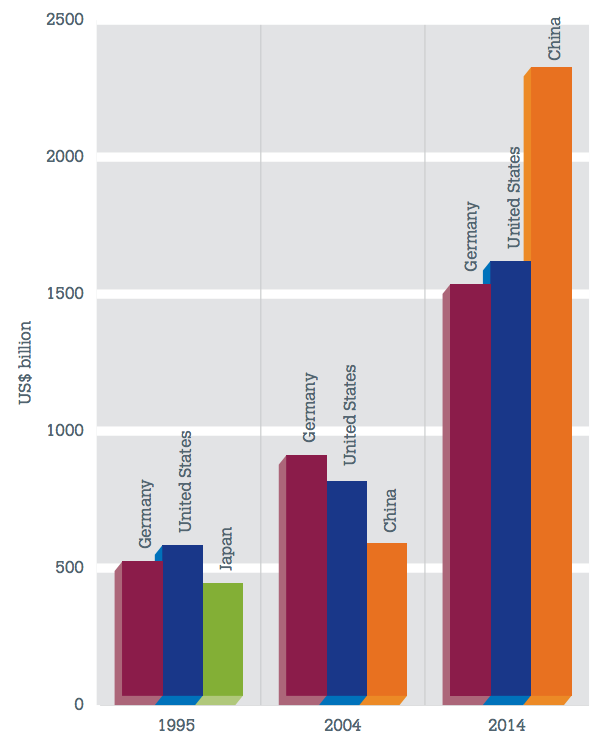 2500
2000
1500
1000
500
0
US$ billion
Germany
United States
Japan
1995
Germany
United States
China
2004
Germany
United States
China
2014